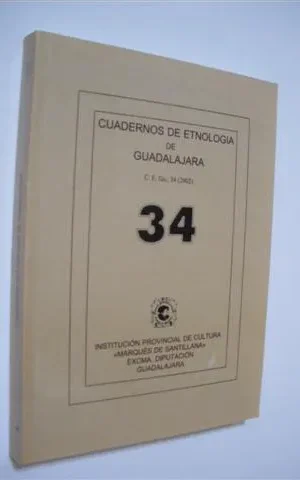 CUADERNOS DE ETNOLOGIA
DE
GUADALAJARA
34
INSTITUCIÓN PROVINCIAL DE CULTURA
«MARQUÉS DE SANTILLANA»
EXCMA. DIPUTACIÓN
GUADALAJARA